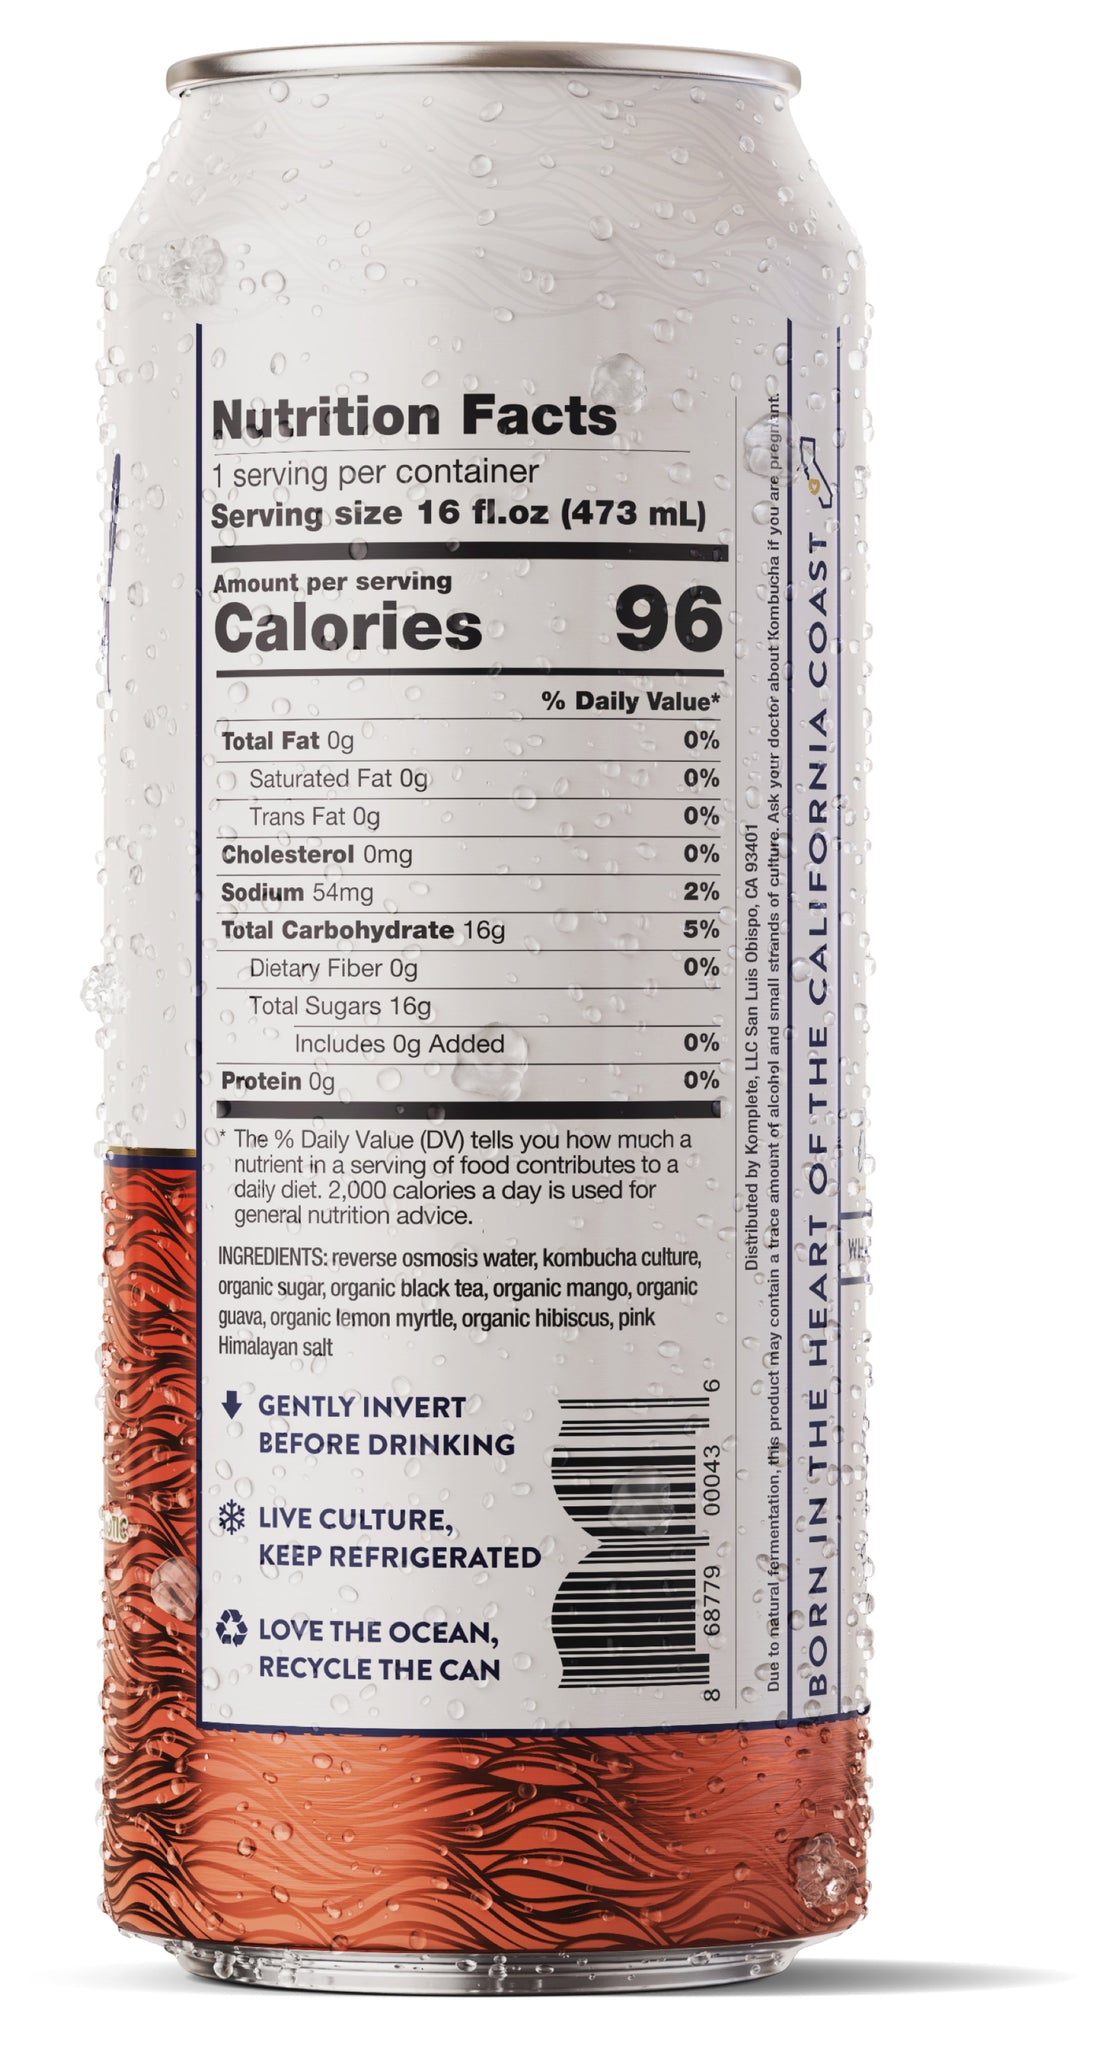 Nutrition Facts
1 serving per container
Serving size 16 fl.oz (473 mL)
Amount per serving
Calories 96
% Daily Value*
Total Fat 0g 0%
Saturated Fat 0g 0%
Trans Fat 0g 0%
Cholesterol 0mg 0%
Sodium 54mg 2%
Total Carbohydrate 16g 5%
Dietary Fiber 0g 0%
Total Sugars 16g
Includes 0g Added 0%
Protein 0g 0%
* The % Daily Value (DV) tells you how much a
nutrient in a serving of food contributes to a
daily diet. 2,000 calories a day is used for
general nutrition advice.
INGREDIENTS: reverse osmosis water, kombucha culture,
organic sugar, organic black tea, organic mango, organic
guava, organic lemon myrtle, organic hibiscus, pink
Himalayan salt
GENTLY INVERT
BEFORE DRINKING
LIVE CULTURE,
KEEP REFRIGERATED
LOVE THE OCEAN,
RECYCLE THE CAN
8 68779 00043 6
Distributed by Komplete, LLC San Luis Obispo, CA 93401
Due to natural fermentation, this product may contain a trace amount of alcohol and small strands of culture. Ask your doctor about Kombucha if you are pregnant.
BORN IN THE HEART OF THE CALIFORNIA COAST